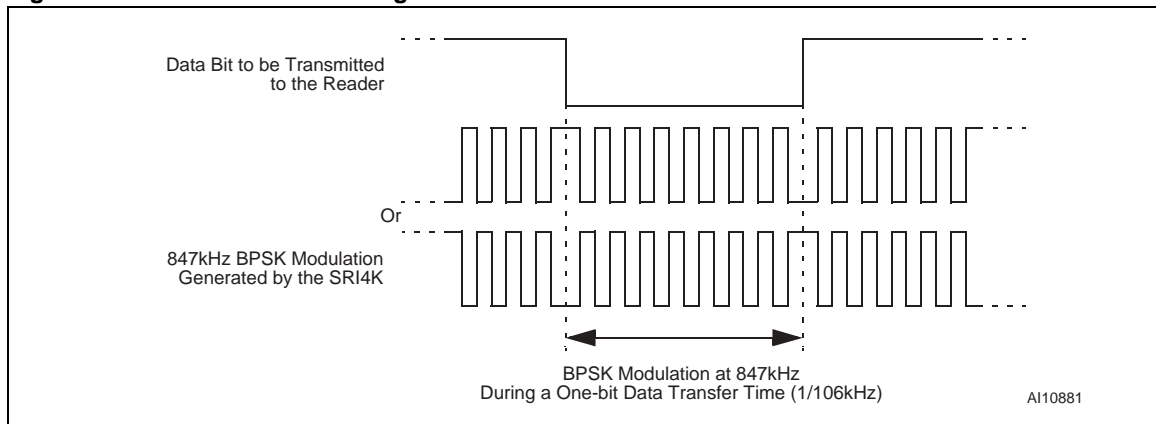 Data Bit to be Transmitted
to the Reader
Or
847kHz BPSK Modulation
Generated by the SRI4K
BPSK Modulation at 847kHz
During a One-bit Data Transfer Time (1/106kHz)
AI10881